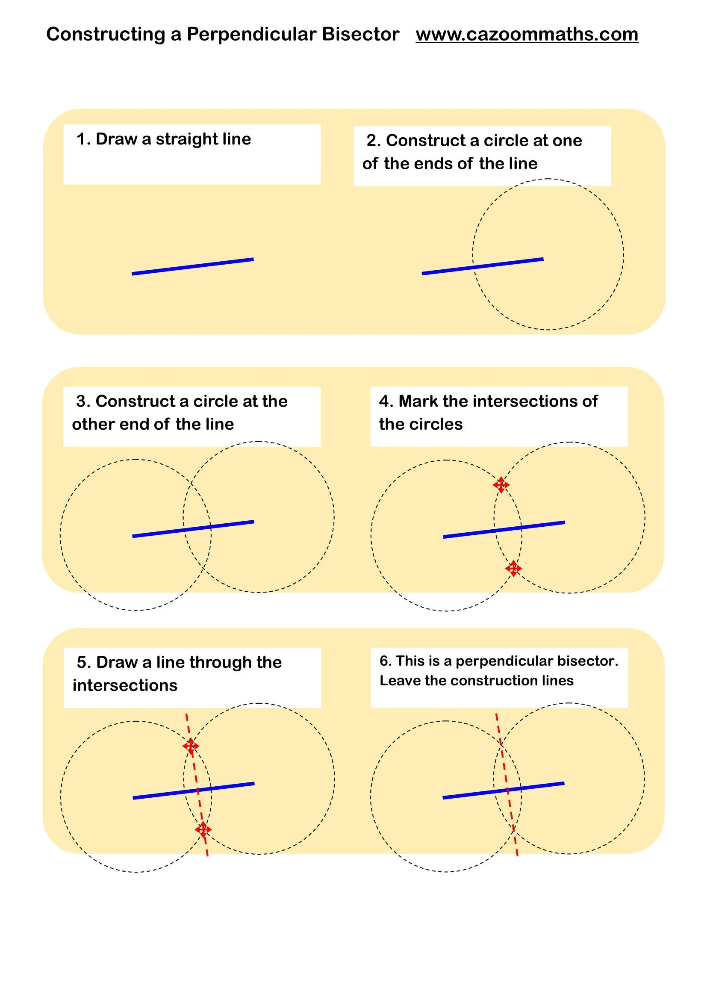 Constructing a Perpendicular Bisector www.cazoommaths.com
1. Draw a straight line
2. Construct a circle at one
of the ends of the line
3. Construct a circle at the
other end of the line
4. Mark the intersections of
the circles
5. Draw a line through the
intersections
6. This is a perpendicular bisector.
Leave the construction lines